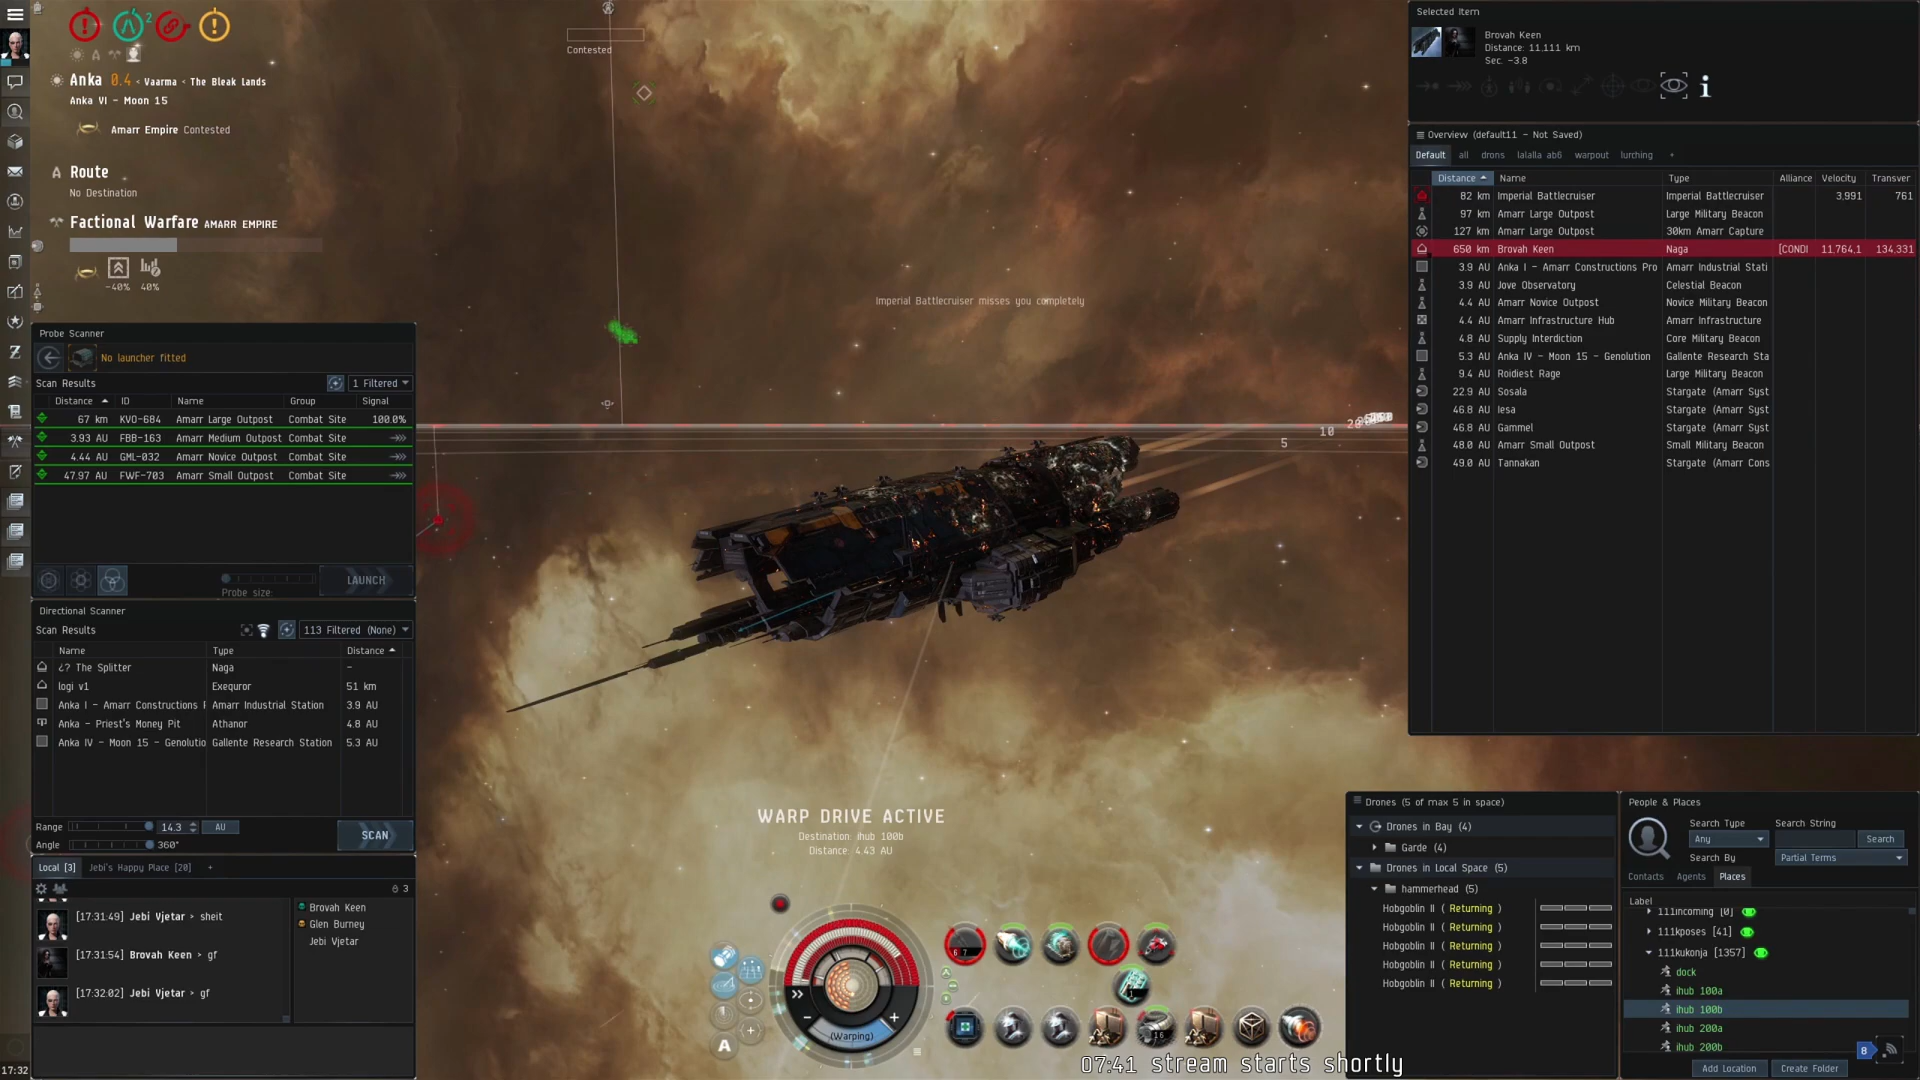 Anka 0.4 < Vaarma < The Bleak Lands
Anka VI - Moon 15
Amarr Empire Contested
Route
No Destination
Factional Warfare AMARR EMPIRE
-40% 40%
Contested
Imperial Battlecruiser misses you completely
Probe Scanner
No launcher fitted
Scan Results
1 Filtered
Distance ID Name Group Signal
67 km KVO-684 Amarr Large Outpost Combat Site 100.0%
3.93 AU FBB-163 Amarr Medium Outpost Combat Site
4.44 AU GML-032 Amarr Novice Outpost Combat Site
47.97 AU FWF-703 Amarr Small Outpost Combat Site
Probe size:
LAUNCH
Directional Scanner
Scan Results
113 Filtered (None)
Name Type Distance
¿? The Splitter Naga -
logi v1 Exequror 51 km
Anka I - Amarr Constructions P Amarr Industrial Station 3.9 AU
Anka - Priest's Money Pit Athanor 4.8 AU
Anka IV - Moon 15 - Genolutio Gallente Research Station 5.3 AU
Range 14.3 AU
Angle 360°
SCAN
Local [3] Jebi's Happy Place [20] +
3
[17:31:49] Jebi Vjetar > sheit
[17:31:54] Brovah Keen > gf
[17:32:02] Jebi Vjetar > gf
Brovah Keen
Glen Burney
Jebi Vjetar
17:32
5
10
20
WARP DRIVE ACTIVE
Destination: ihub 100b
Distance: 4.43 AU
(Warping)
A
6 7
1
16
07:41 stream starts shortly
Selected Item
Brovah Keen
Distance: 11,111 km
Sec. -3.8
Overview (default11 - Not Saved)
Default all drons lalalla ab6 warpout lurching +
Distance Name Type Alliance Velocity Transver
82 km Imperial Battlecruiser Imperial Battlecruiser 3,991 761
97 km Amarr Large Outpost Large Military Beacon
127 km Amarr Large Outpost 30km Amarr Capture
650 km Brovah Keen Naga [CONDI 11,764,1 134,331
3.9 AU Anka I - Amarr Constructions Pro Amarr Industrial Stati
3.9 AU Jove Observatory Celestial Beacon
4.4 AU Amarr Novice Outpost Novice Military Beacon
4.4 AU Amarr Infrastructure Hub Amarr Infrastructure
4.8 AU Supply Interdiction Core Military Beacon
5.3 AU Anka IV - Moon 15 - Genolution Gallente Research Sta
9.4 AU Roidiest Rage Large Military Beacon
22.9 AU Sosala Stargate (Amarr Syst
46.8 AU Iesa Stargate (Amarr Syst
46.8 AU Gammel Stargate (Amarr Syst
48.0 AU Amarr Small Outpost Small Military Beacon
49.0 AU Tannakan Stargate (Amarr Cons
Drones (5 of max 5 in space)
Drones in Bay (4)
Garde (4)
Drones in Local Space (5)
hammerhead (5)
Hobgoblin II ( Returning )
Hobgoblin II ( Returning )
Hobgoblin II ( Returning )
Hobgoblin II ( Returning )
Hobgoblin II ( Returning )
People & Places
Search Type Search String
Any Search
Search By Partial Terms
Contacts Agents Places
Label
111incoming [0]
111kposes [41]
111kukonja [1357]
dock
ihub 100a
ihub 100b
ihub 200a
ihub 200b
8
Add Location Create Folder